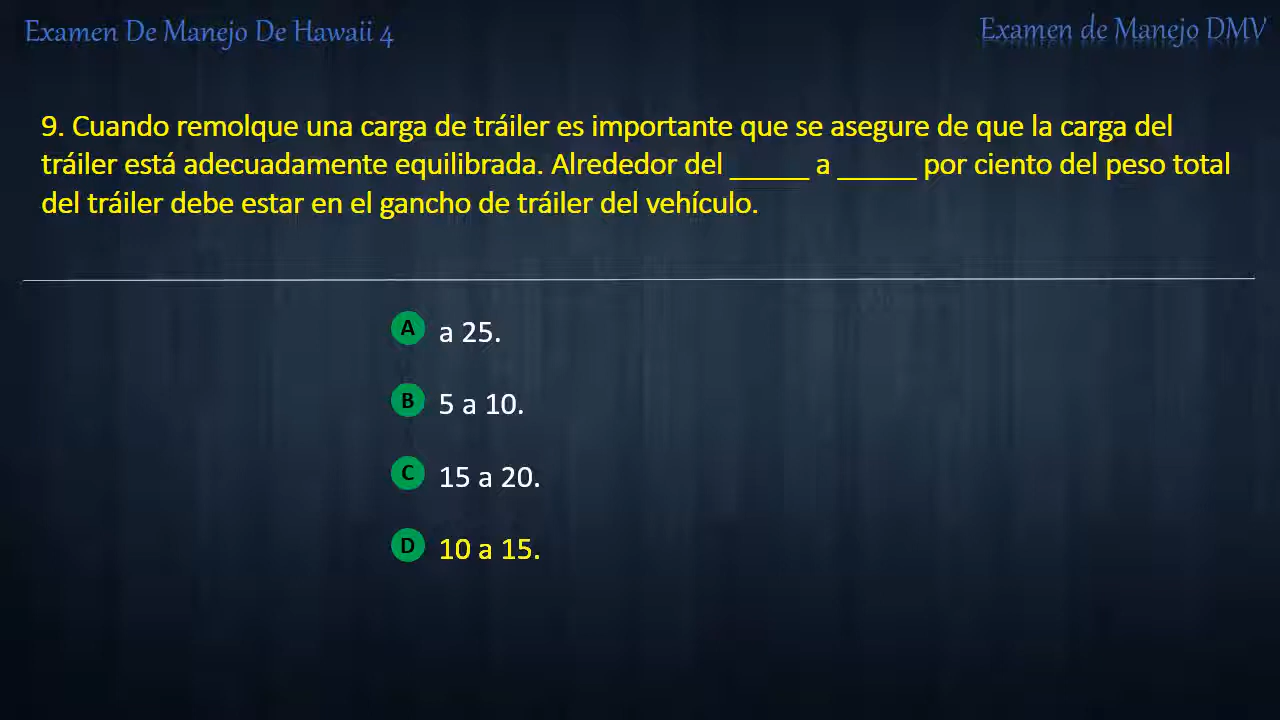 Examen De Manejo De Hawaii 4
Examen de Manejo DMV
9. Cuando remolque una carga de tráiler es importante que se asegure de que la carga del
tráiler está adecuadamente equilibrada. Alrededor del _____ a _____ por ciento del peso total
del tráiler debe estar en el gancho de tráiler del vehículo.
A a 25.
B 5 a 10.
C 15 a 20.
D 10 a 15.